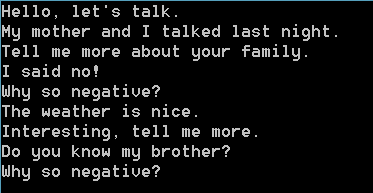 Hello, let's talk.
My mother and I talked last night.
Tell me more about your family.
I said no!
Why so negative?
The weather is nice.
Interesting, tell me more.
Do you know my brother?
Why so negative?